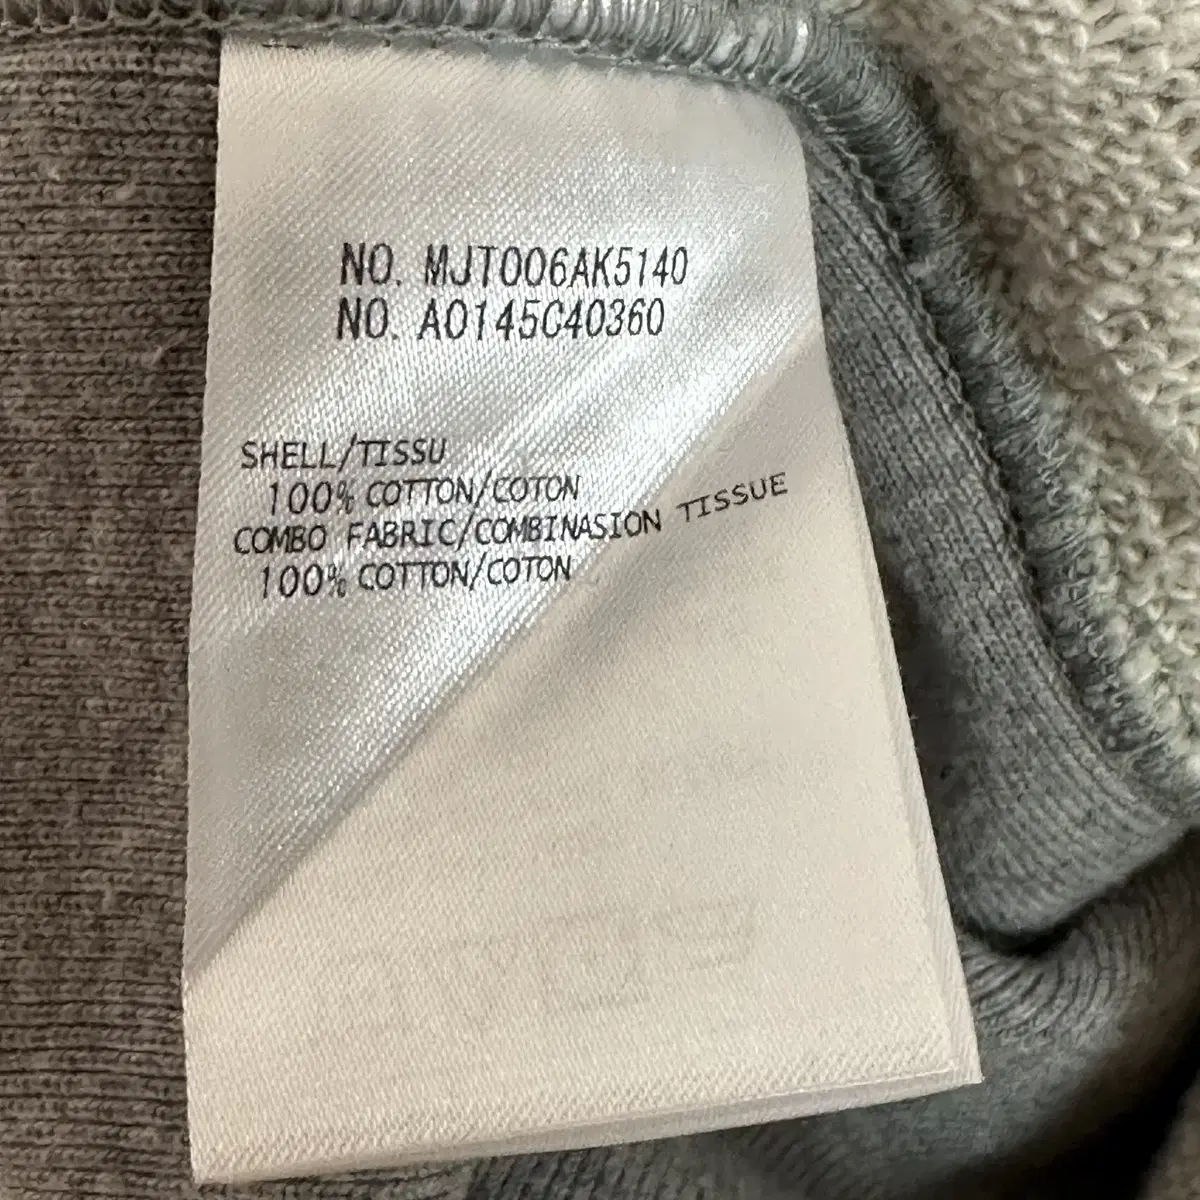 NO. MJT006AK5140
NO. A0145C40360
SHELL/TISSU
100% COTTON/COTON
COMBO FABRIC/COMBINASION TISSUE
100% COTTON/COTON